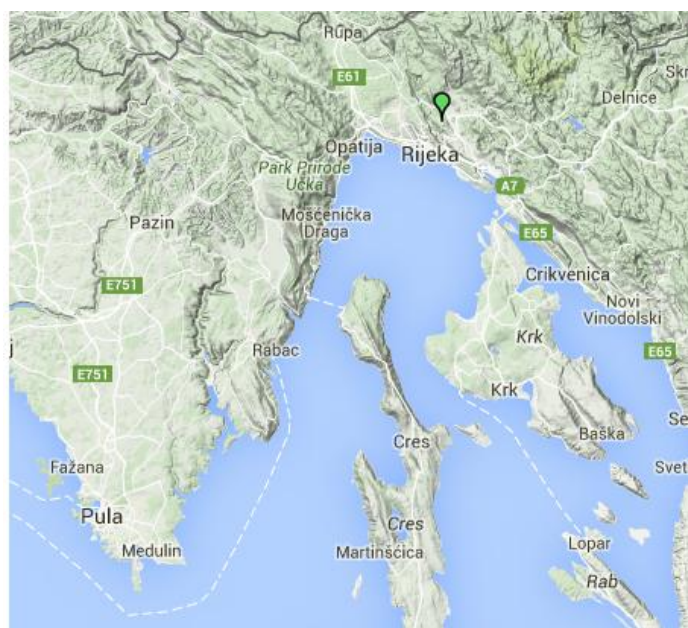 Rupa
E61
Skr
Delnice
Opatija
Rijeka
Park Prirode
Učka
A7
Mošćenička
Draga
Pazin
E65
Crikvenica
E751
Novi
Vinodolski
j
Rabac
Krk
E65
E751
Krk
Se
Cres
Baška
Fažana
Svet
Pula
Cres
Medulin
Martinšćica
Lopar
Rab